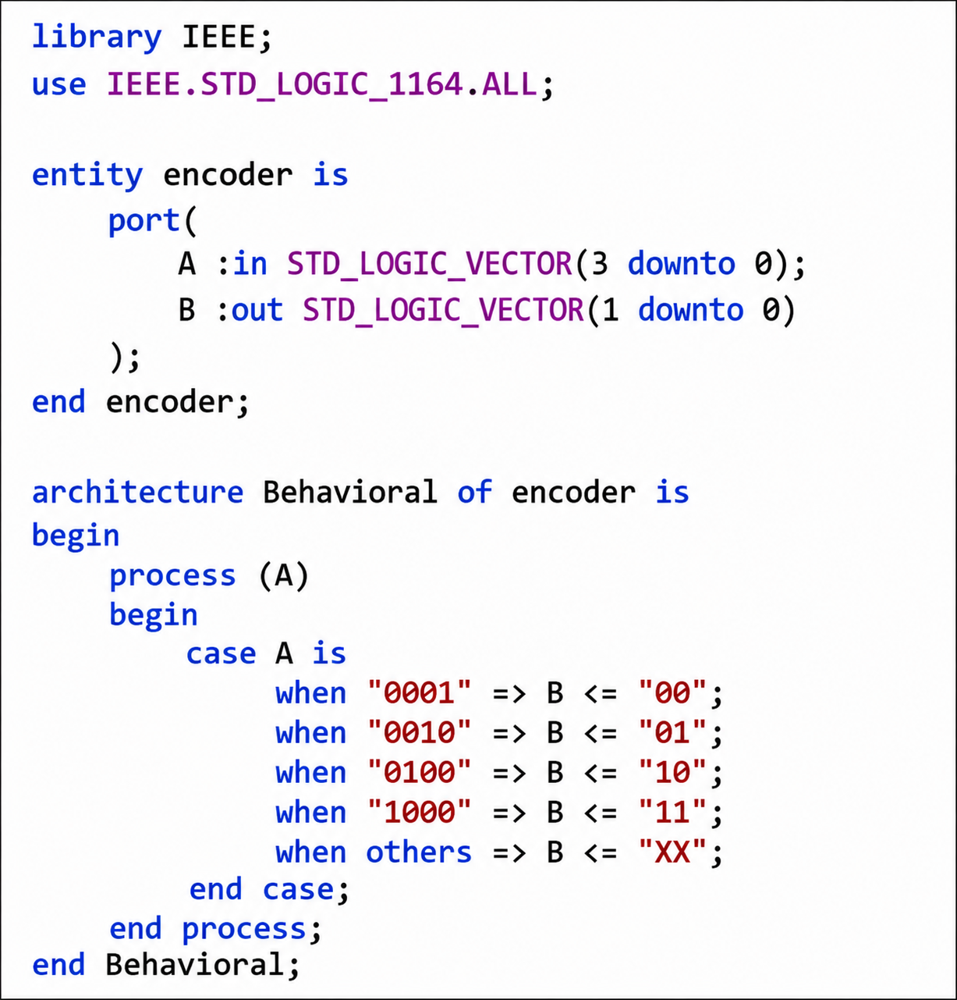 library IEEE;
use IEEE.STD_LOGIC_1164.ALL;
entity encoder is
port(
A :in STD_LOGIC_VECTOR(3 downto 0);
B :out STD_LOGIC_VECTOR(1 downto 0)
);
end encoder;
architecture Behavioral of encoder is
begin
process (A)
begin
case A is
when "0001" => B <= "00";
when "0010" => B <= "01";
when "0100" => B <= "10";
when "1000" => B <= "11";
when others => B <= "XX";
end case;
end process;
end Behavioral;